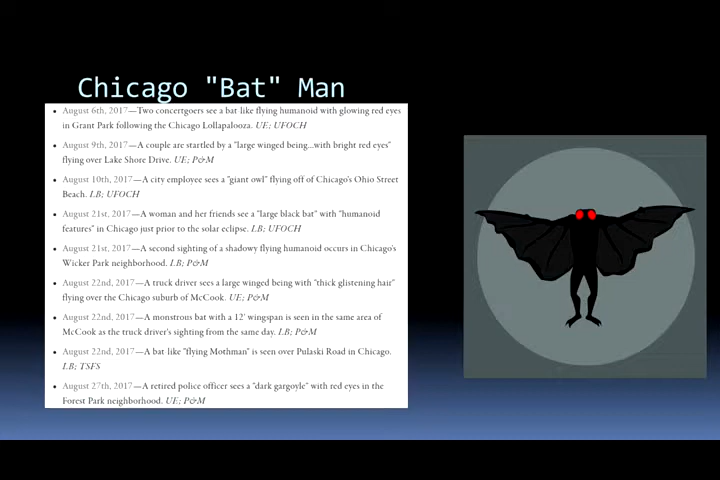 Chicago "Bat" Man
• August 6th, 2017—Two concertgoers see a bat like flying humanoid with glowing red eyes
in Grant Park following the Chicago Lollapalooza. UE; UFOCH
• August 9th, 2017—A couple are startled by a "large winged being...with bright red eyes"
flying over Lake Shore Drive. UE; P&M
• August 10th, 2017—A city employee sees a "giant owl" flying off of Chicago's Ohio Street
Beach. LB; UFOCH
• August 21st, 2017—A woman and her friends see a "large black bat" with "humanoid
features" in Chicago just prior to the solar eclipse. LB; UFOCH
• August 21st, 2017—A second sighting of a shadowy flying humanoid occurs in Chicago's
Wicker Park neighborhood. LB; P&M
• August 22nd, 2017—A truck driver sees a large winged being with "thick glistening hair"
flying over the Chicago suburb of McCook. UE; P&M
• August 22nd, 2017—A monstrous bat with a 12' wingspan is seen in the same area of
McCook as the truck driver's sighting from the same day. LB; P&M
• August 22nd, 2017—A bat like "flying Mothman" is seen over Pulaski Road in Chicago.
LB; TSFS
• August 27th, 2017—A retired police officer sees a "dark gargoyle" with red eyes in the
Forest Park neighborhood. UE; P&M